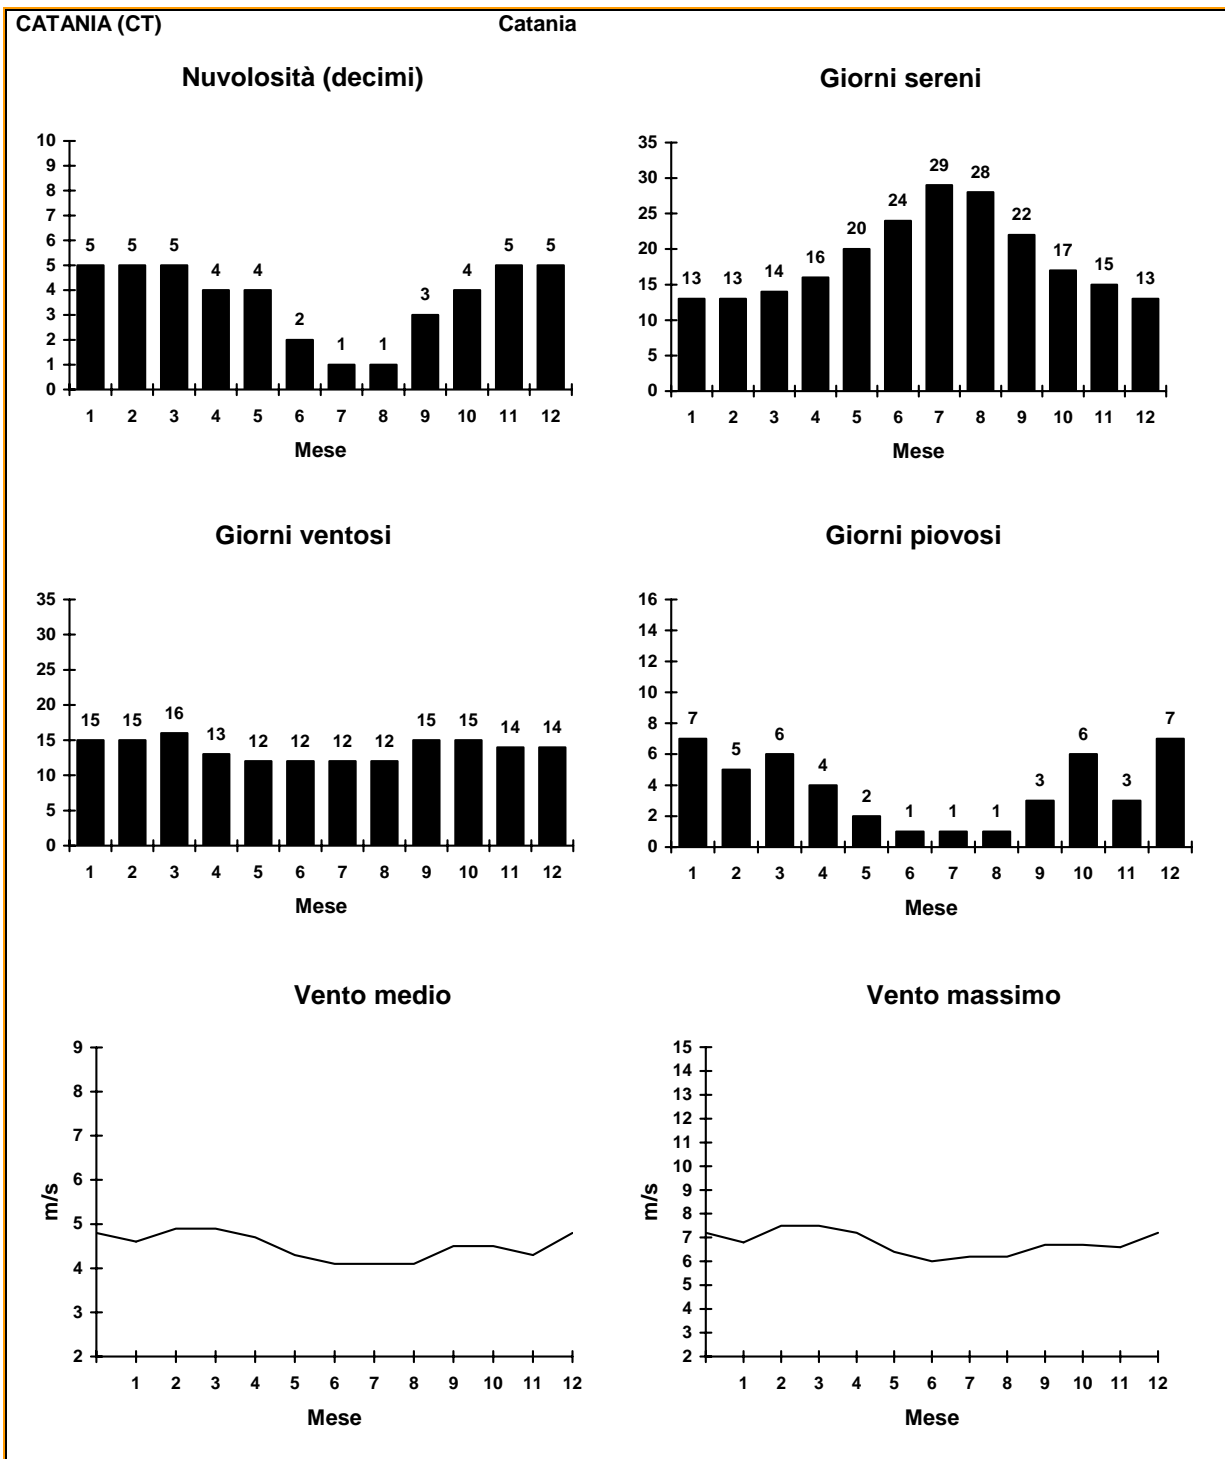 CATANIA (CT) Catania
Nuvolosità (decimi)
10
9
8
7
6
5
4
3
2
1
0
5 5 5 4 4 2 1 1 3 4 5 5
1 2 3 4 5 6 7 8 9 10 11 12
Mese
Giorni sereni
35
30
25
20
15
10
5
0
13 13 14 16 20 24 29 28 22 17 15 13
1 2 3 4 5 6 7 8 9 10 11 12
Mese
Giorni ventosi
35
30
25
20
15
10
5
0
15 15 16 13 12 12 12 12 15 15 14 14
1 2 3 4 5 6 7 8 9 10 11 12
Mese
Giorni piovosi
16
14
12
10
8
6
4
2
0
7 5 6 4 2 1 1 1 3 6 3 7
1 2 3 4 5 6 7 8 9 10 11 12
Mese
Vento medio
9
8
7
6
5
4
3
2
m/s
1 2 3 4 5 6 7 8 9 10 11 12
Mese
Vento massimo
15
14
13
12
11
10
9
8
7
6
5
4
3
2
m/s
1 2 3 4 5 6 7 8 9 10 11 12
Mese